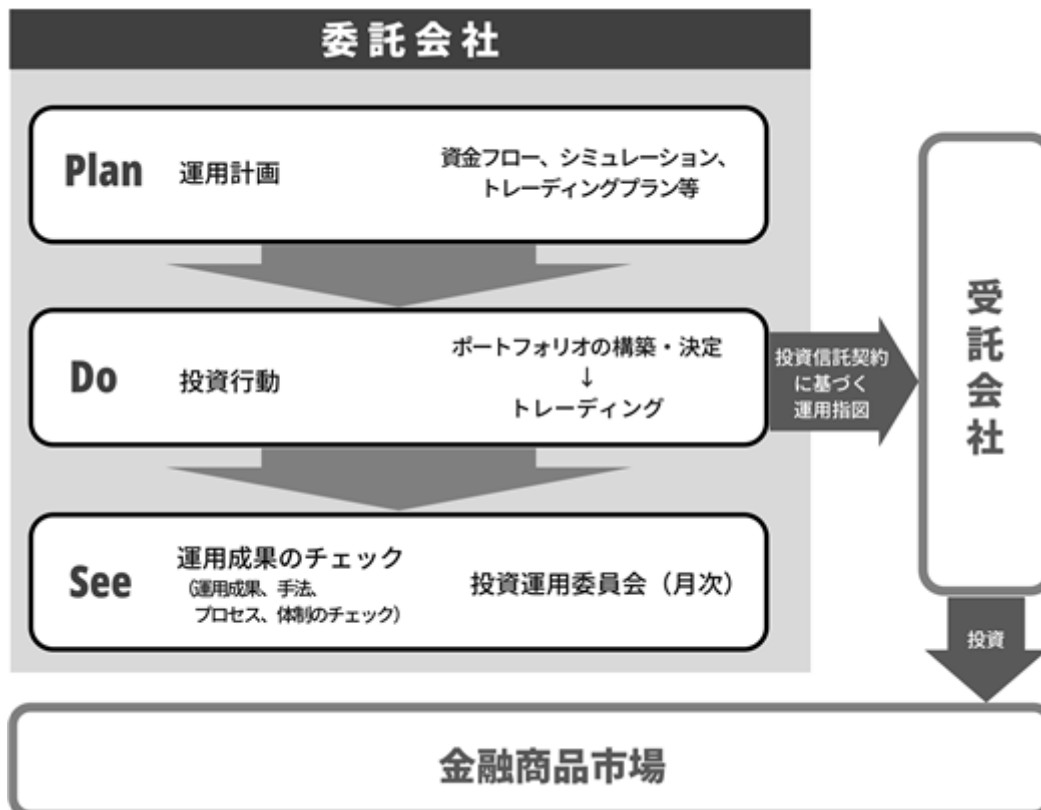 委託会社
Plan 運用計画
資金フロー、シミュレーション、
トレーディングプラン等
Do 投資行動
ポートフォリオの構築・決定
↓
トレーディング
投資信託契約
に基づく
運用指図
受託会社
See 運用成果のチェック
(運用成果、手法、
プロセス、体制のチェック)
投資運用委員会（月次）
投資
金融商品市場